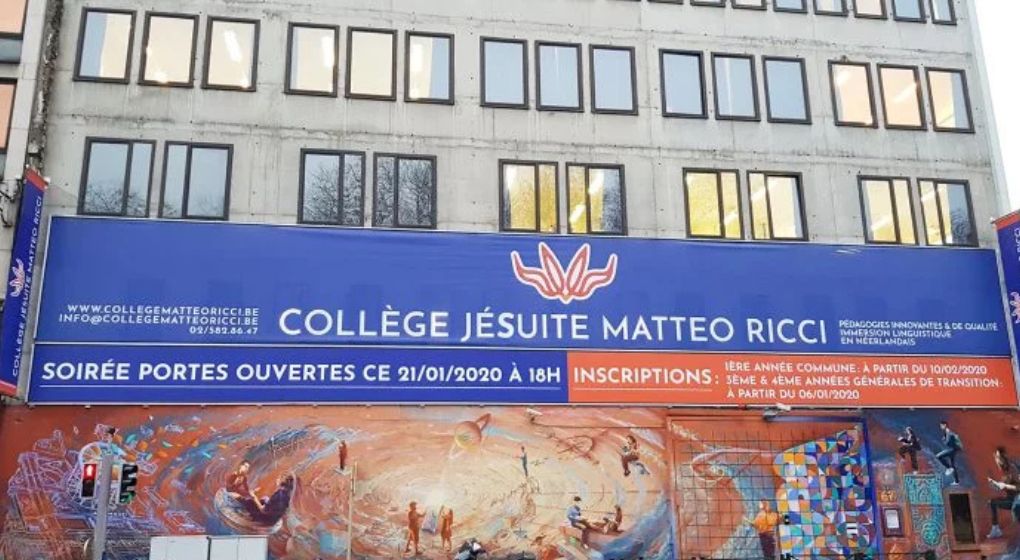 COLLÈGE JÉSUITE MATTEO RICCI
WWW.COLLEGEMATTEORICCI.BE
INFO@COLLEGEMATTEORICCI.BE
02/582.86.47
COLLÈGE JÉSUITE MATTEO RICCI
PÉDAGOGIES INNOVANTES & DE QUALITÉ
IMMERSION LINGUISTIQUE
EN NÉERLANDAIS
SOIRÉE PORTES OUVERTES CE 21/01/2020 À 18H
INSCRIPTIONS :
1ÈRE ANNÉE COMMUNE : À PARTIR DU 10/02/2020
3ÈME & 4ÈME ANNÉES GÉNÉRALES DE TRANSITION :
À PARTIR DU 06/01/2020